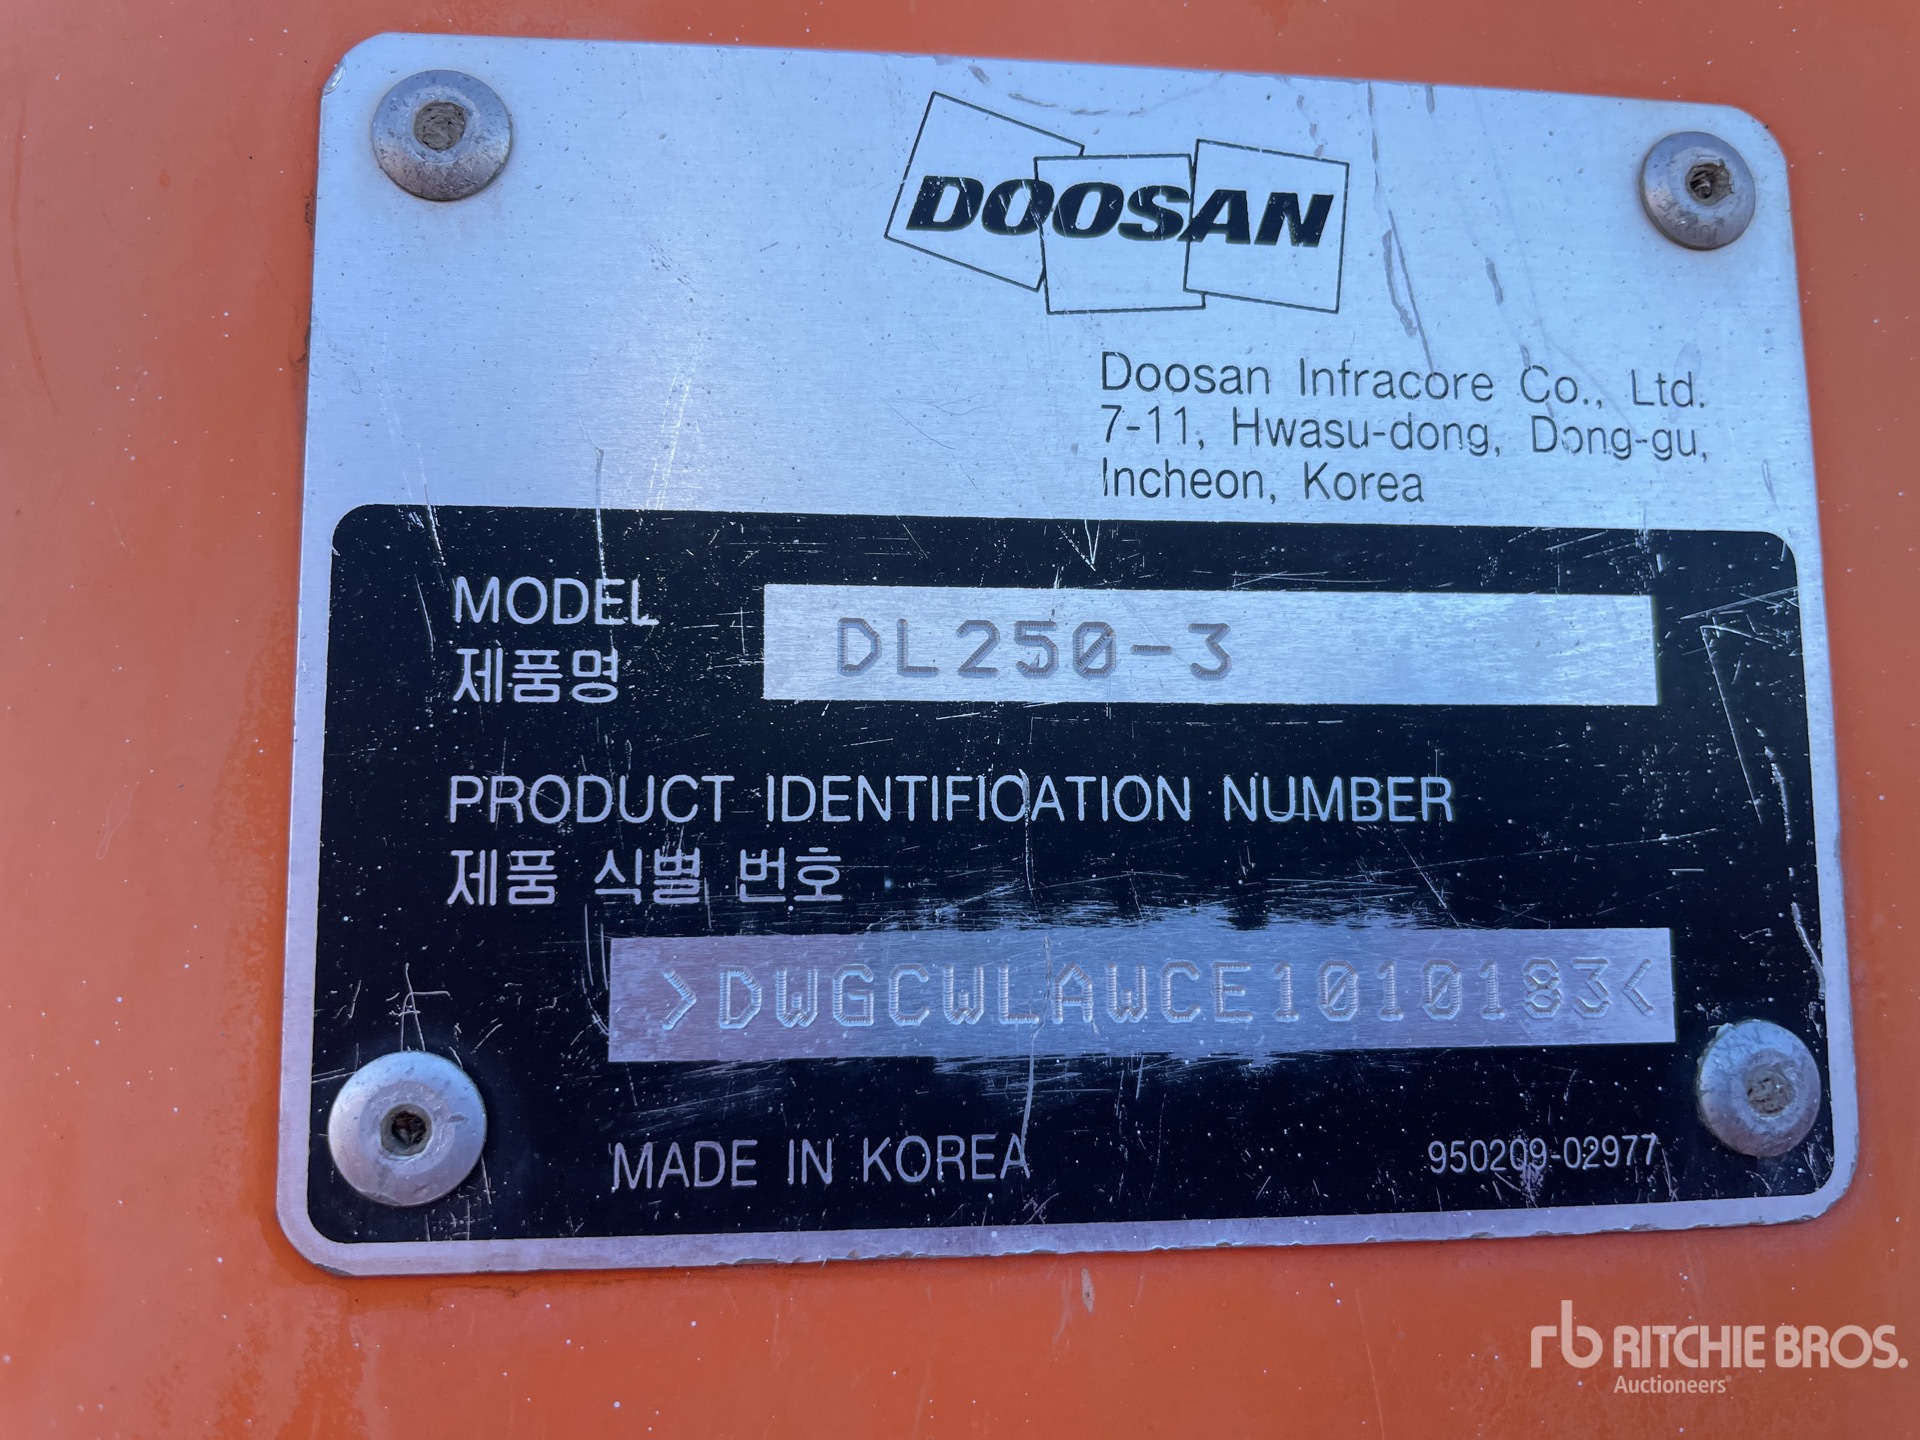 DOOSAN
Doosan Infracore Co., Ltd.
7-11, Hwasu-dong, Dong-gu,
Incheon, Korea
MODEL
제품명
DL250-3
PRODUCT IDENTIFICATION NUMBER
제품 식별 번호
>DWGCWLAWCE1010183<
MADE IN KOREA
950209-02977
rb RITCHIE BROS.
Auctioneers